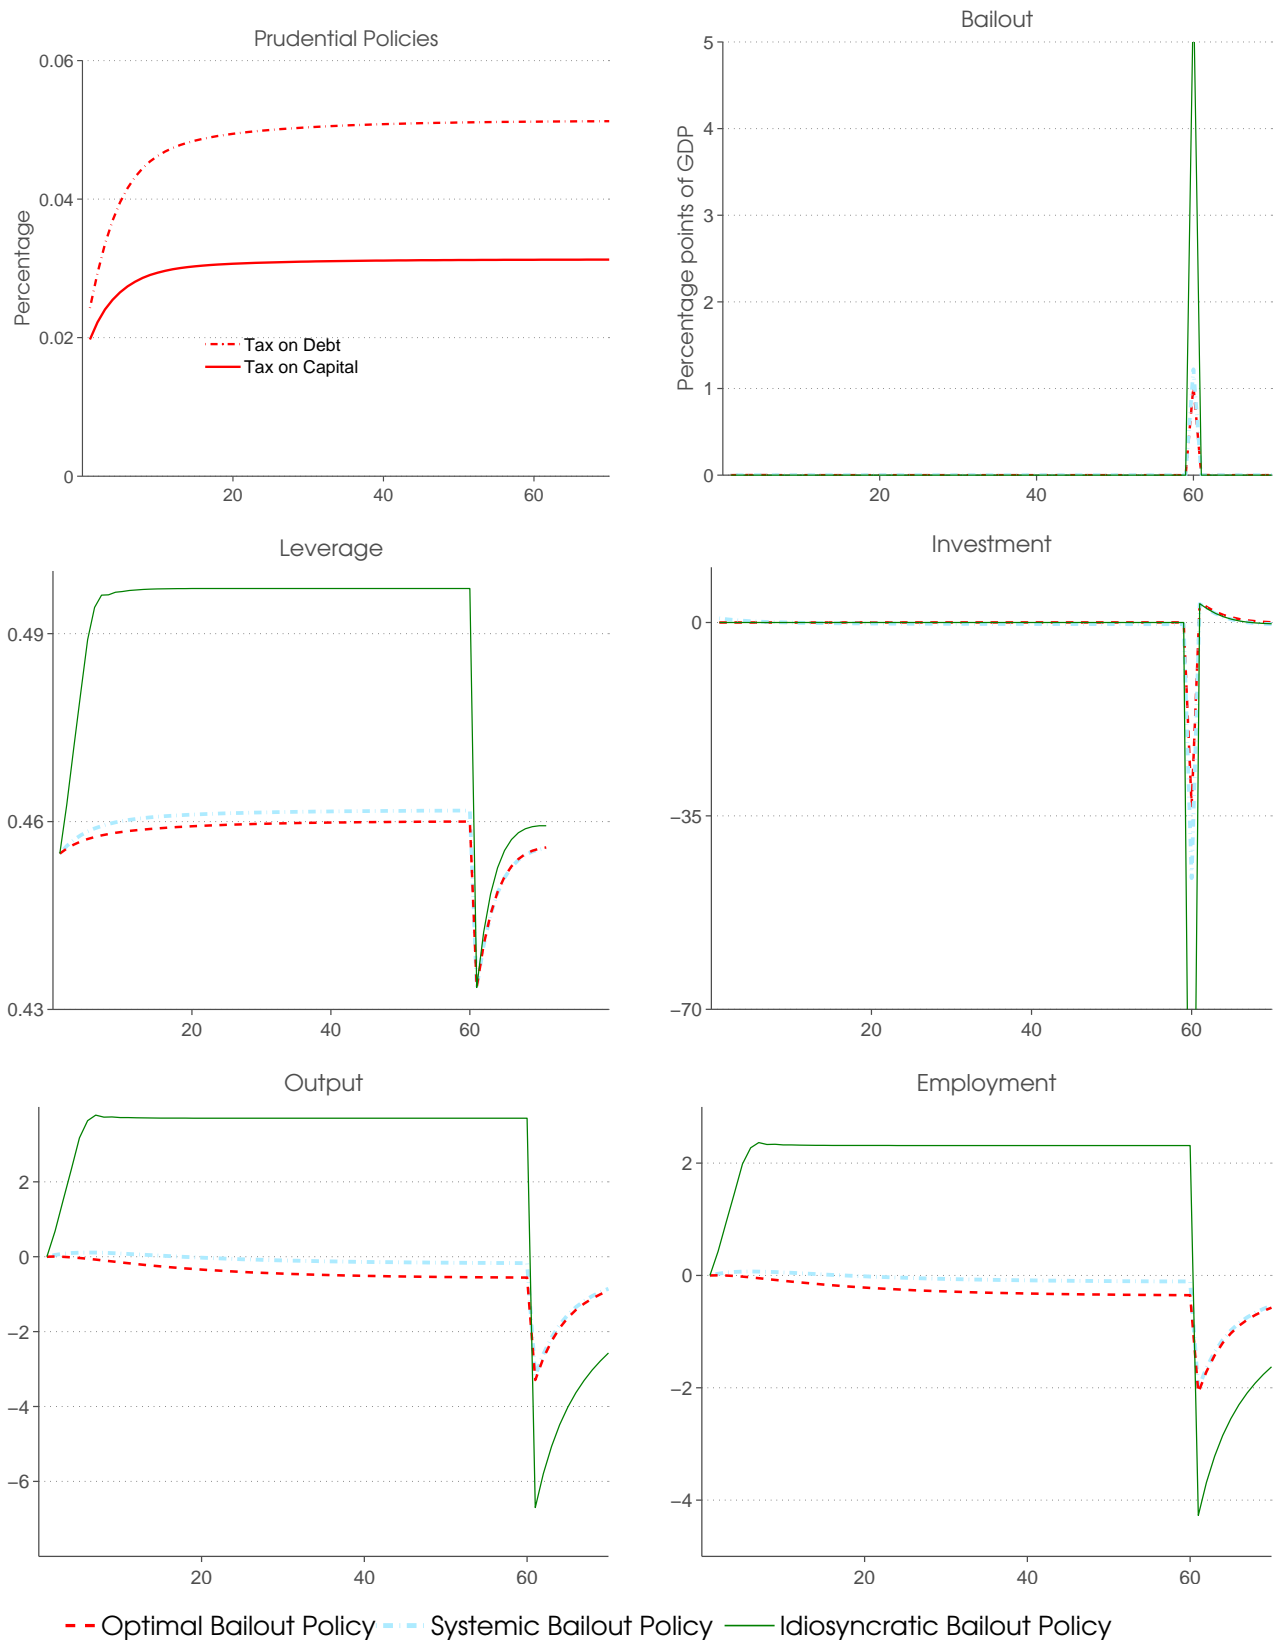 Prudential Policies
0.06
0.04
0.02
0
Percentage
Tax on Debt
Tax on Capital
20 40 60
Bailout
5
4
3
2
1
0
Percentage points of GDP
20 40 60
Leverage
0.49
0.46
0.43
20 40 60
Investment
0
−35
−70
20 40 60
Output
2
0
−2
−4
−6
20 40 60
Employment
2
0
−2
−4
20 40 60
Optimal Bailout Policy Systemic Bailout Policy Idiosyncratic Bailout Policy